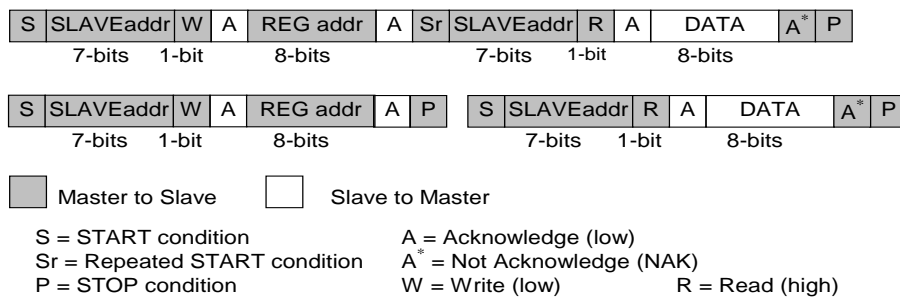 S SLAVEaddr W A REG addr A Sr SLAVEaddr R A DATA A* P
7-bits 1-bit 8-bits 7-bits 1-bit 8-bits
S SLAVEaddr W A REG addr A P S SLAVEaddr R A DATA A* P
7-bits 1-bit 8-bits 7-bits 1-bit 8-bits
Master to Slave Slave to Master
S = START condition A = Acknowledge (low)
Sr = Repeated START condition A* = Not Acknowledge (NAK)
P = STOP condition W = Write (low) R = Read (high)